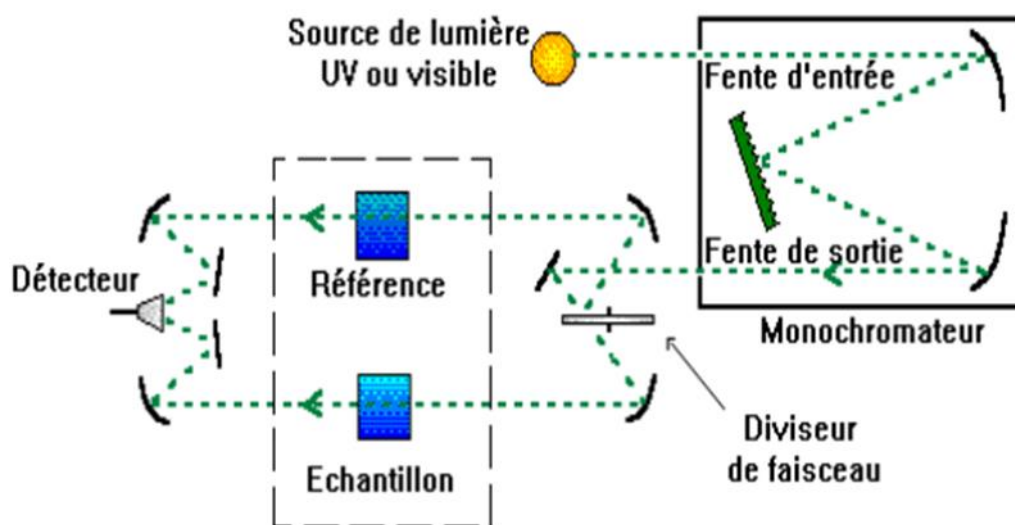 Source de lumière
UV ou visible
Fente d'entrée
Fente de sortie
Monochromateur
Détecteur
Référence
Echantillon
Diviseur
de faisceau